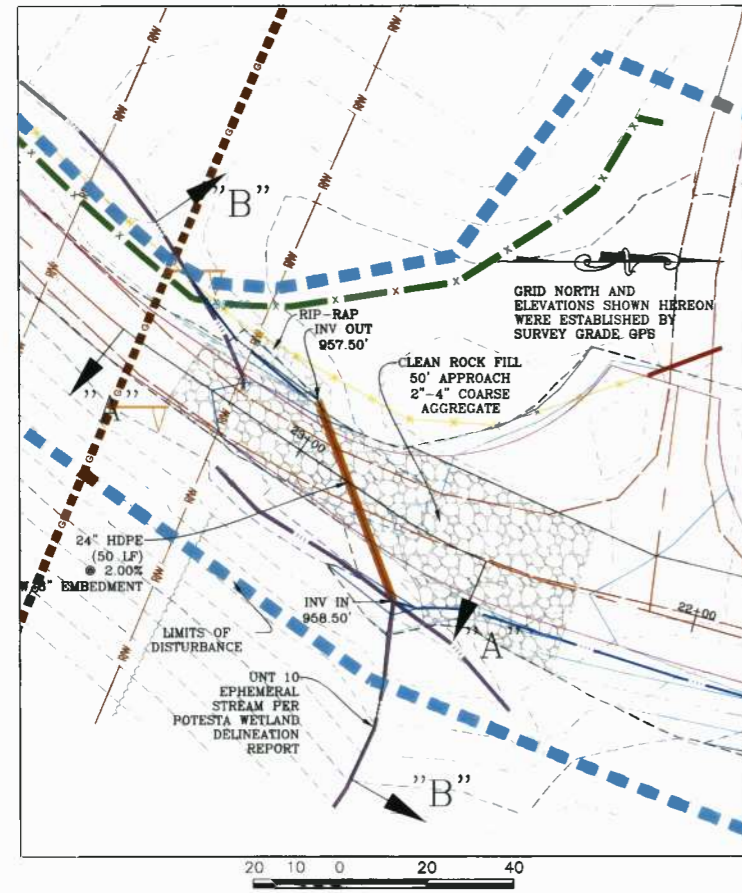 R/W
R/W
R/W
G
G
"B"
RIP-RAP
INV OUT
957.50'
GRID NORTH AND
ELEVATIONS SHOWN HEREON
WERE ESTABLISHED BY
SURVEY GRADE GPS
CLEAN ROCK FILL
50' APPROACH
2"-4" COARSE
AGGREGATE
R/W
R/W
G
"A"
23+00
24" HDPE
(50 LF)
@ 2.00%
EMBEDMENT
R/W
R/W
G
INV IN
958.50'
22+00
LIMITS OF
DISTURBANCE
"A"
R/W
UNT 10
EPHEMERAL
STREAM PER
POTESTA WETLAND
DELINEATION
REPORT
"B"
20 10 0 20 40